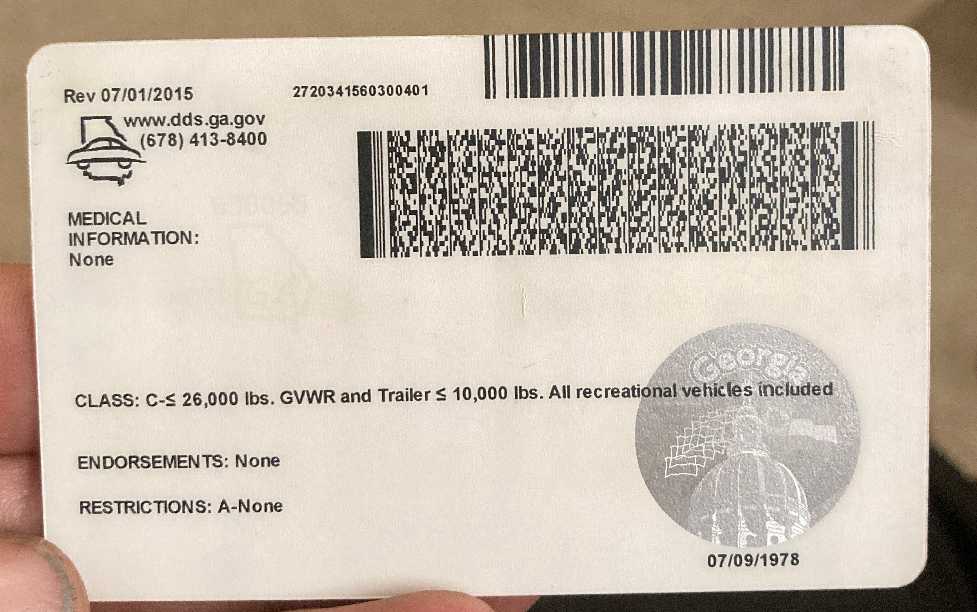 Rev 07/01/2015
2720341560300401
www.dds.ga.gov
(678) 413-8400
MEDICAL
INFORMATION:
None
Georgia
CLASS: C-≤ 26,000 lbs. GVWR and Trailer ≤ 10,000 lbs. All recreational vehicles included
ENDORSEMENTS: None
RESTRICTIONS: A-None
07/09/1978